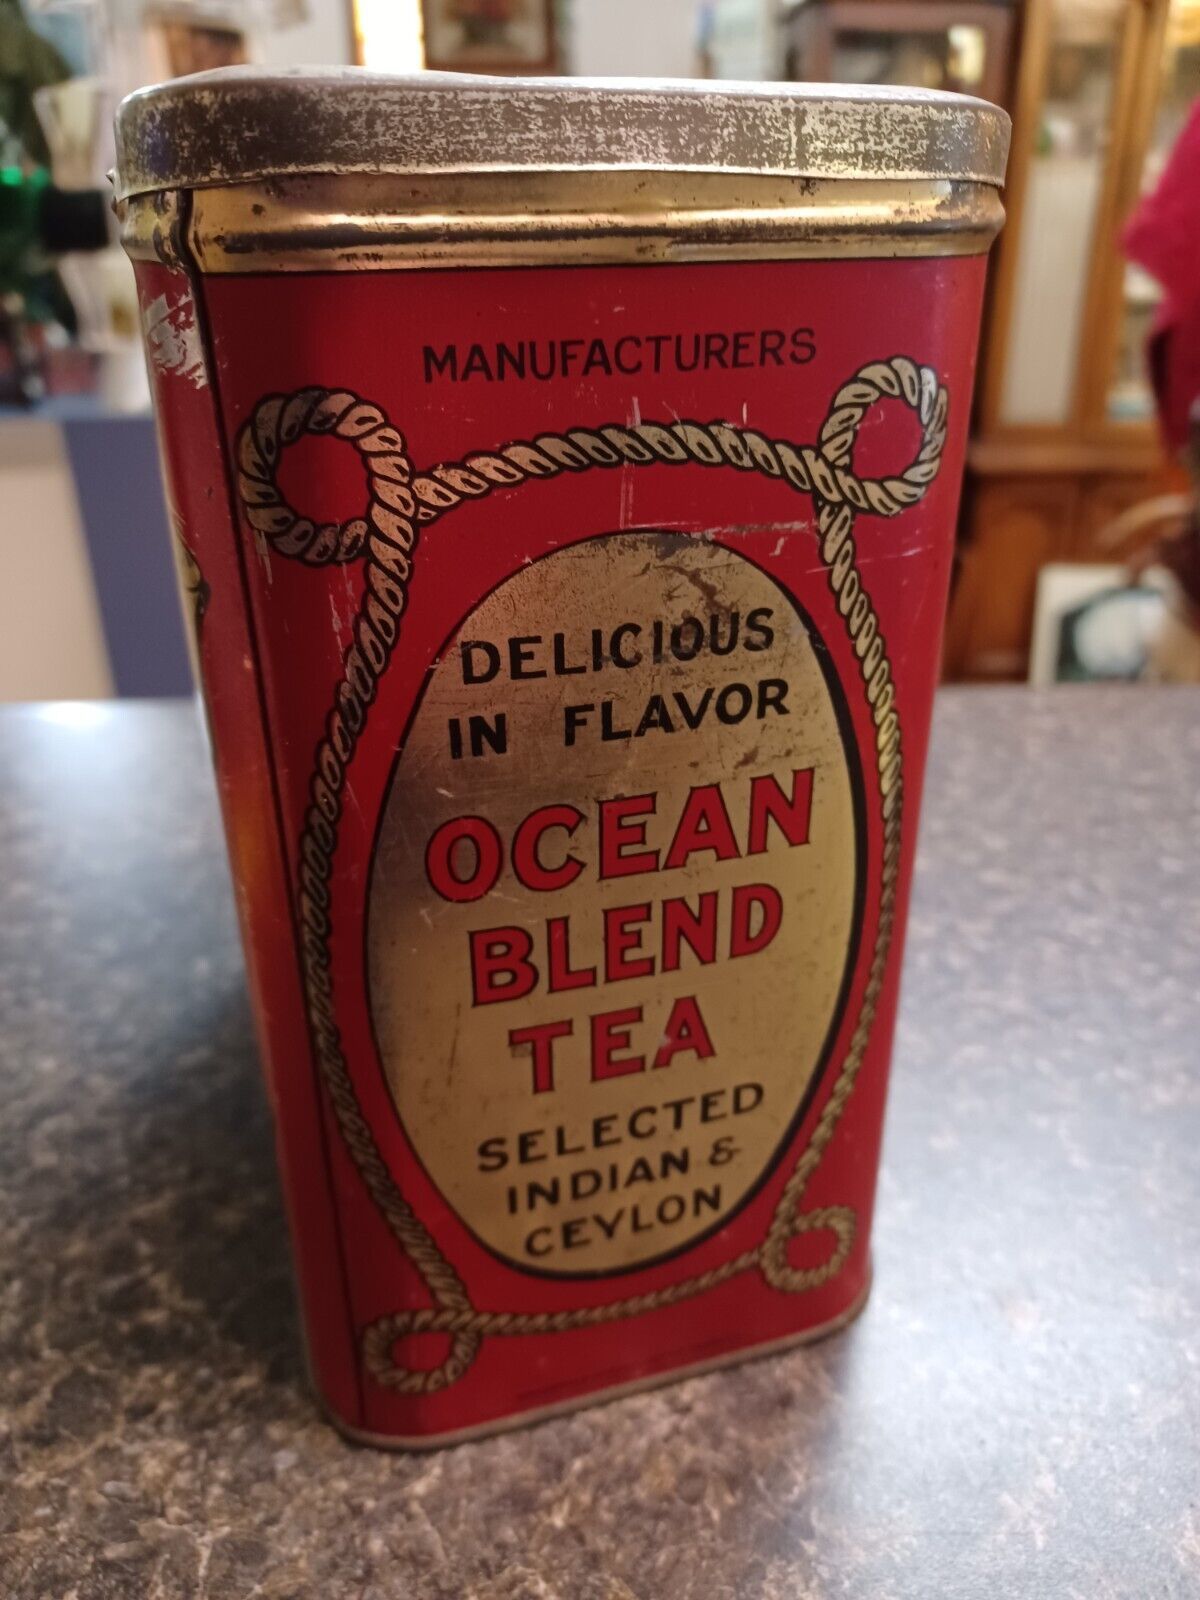 MANUFACTURERS
DELICIOUS
IN FLAVOR
OCEAN
BLEND
TEA
SELECTED
INDIAN &
CEYLON